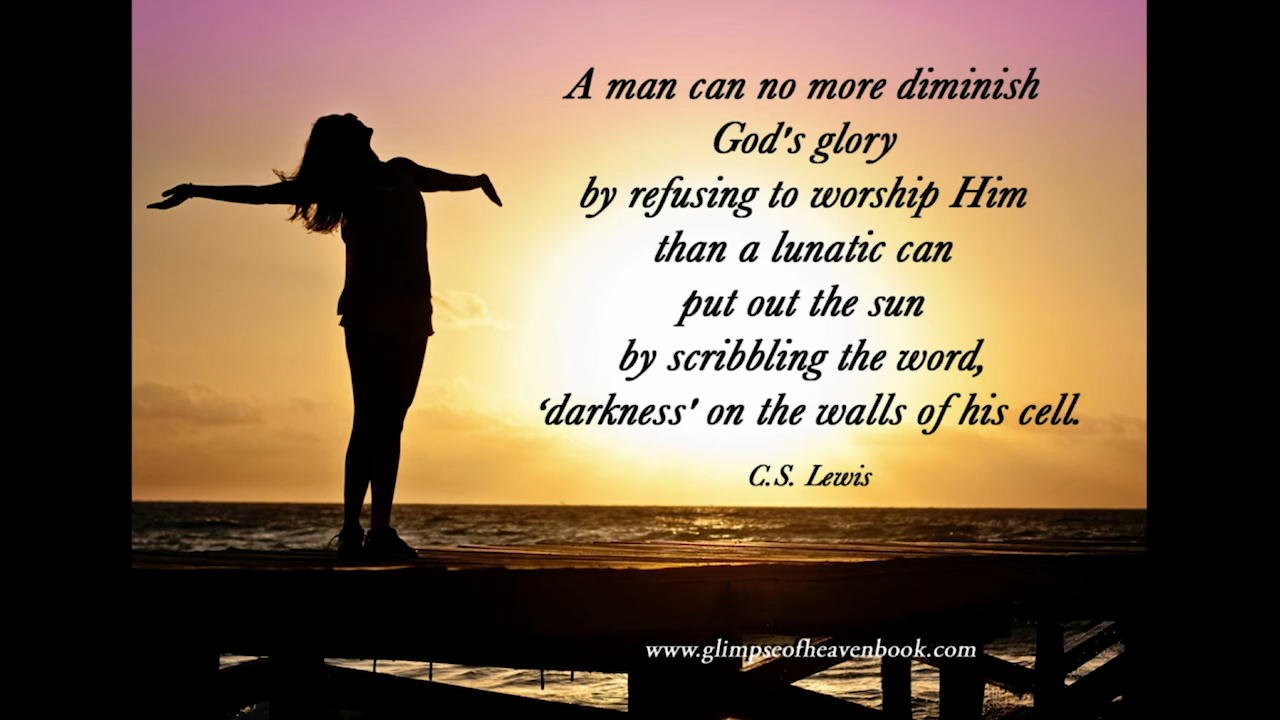 A man can no more diminish
God's glory
by refusing to worship Him
than a lunatic can
put out the sun
by scribbling the word,
‘darkness' on the walls of his cell.
C.S. Lewis
www.glimpseofheavenbook.com